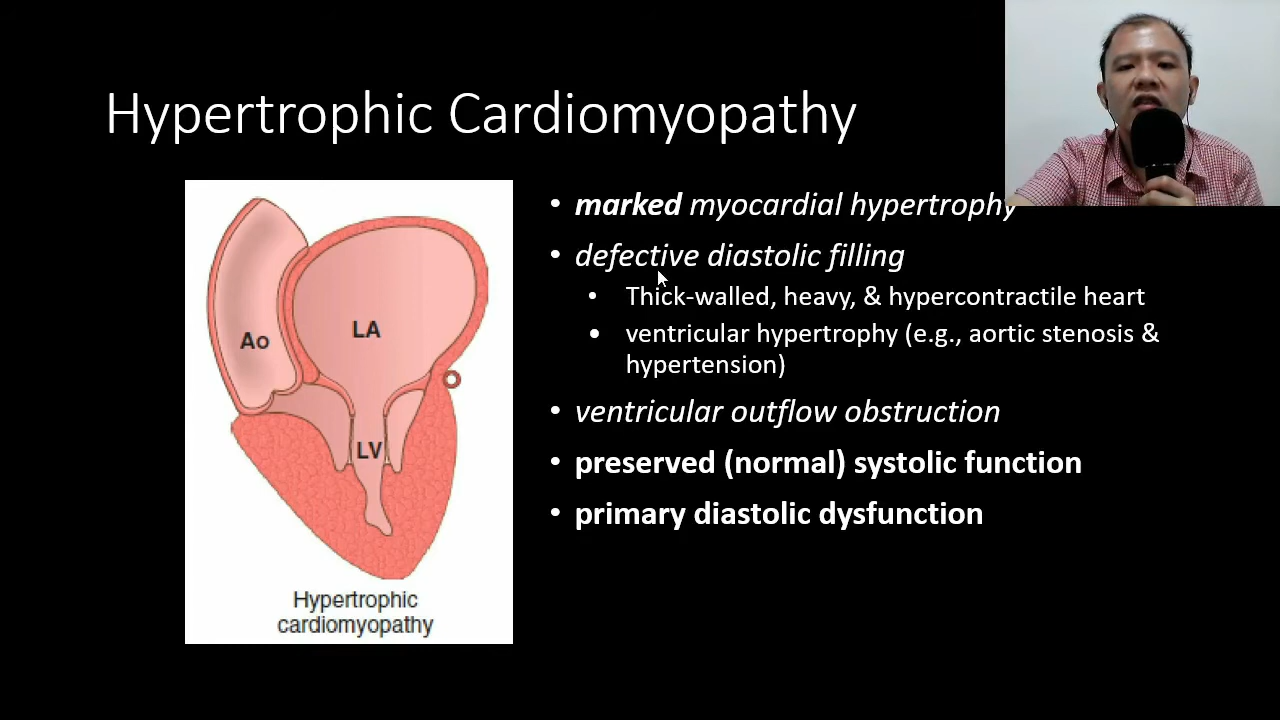 Hypertrophic Cardiomyopathy
• marked myocardial hypertrophy
• defective diastolic filling
• Thick-walled, heavy, & hypercontractile heart
• ventricular hypertrophy (e.g., aortic stenosis &
hypertension)
• ventricular outflow obstruction
• preserved (normal) systolic function
• primary diastolic dysfunction
Ao
LA
LV
Hypertrophic
cardiomyopathy